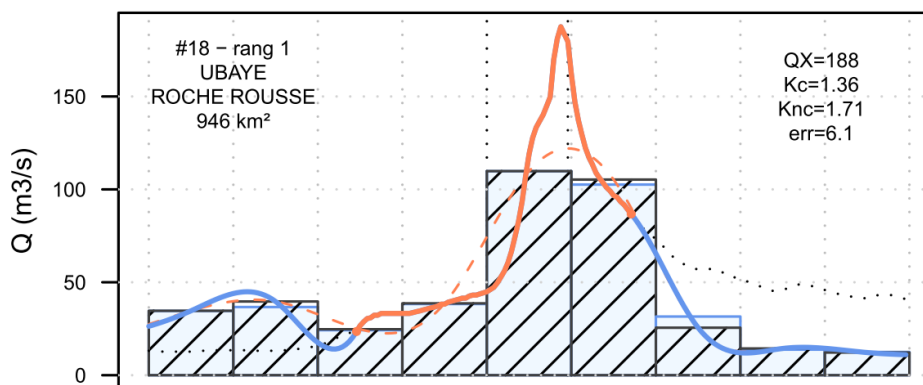 #18 − rang 1
UBAYE
ROCHE ROUSSE
946 km²
QX=188
Kc=1.36
Knc=1.71
err=6.1
Q (m3/s)
150
100
50
0